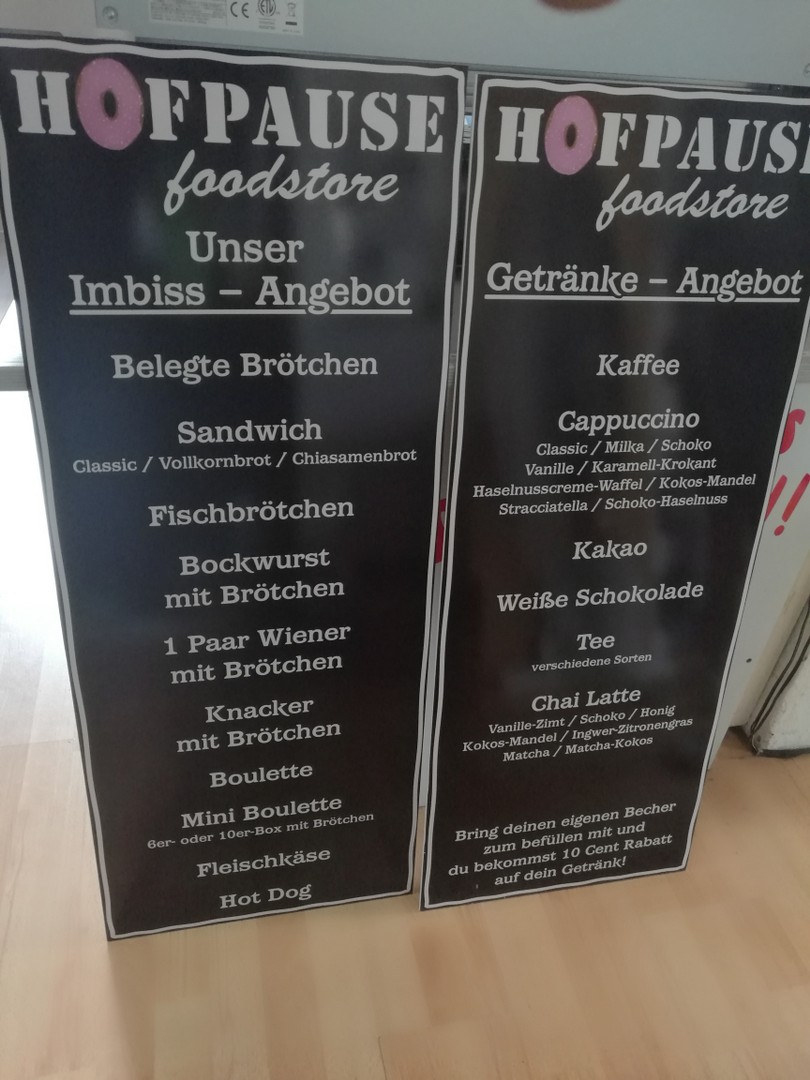 HOFPAUSE
foodstore
Unser
Imbiss – Angebot
Belegte Brötchen
Sandwich
Classic / Vollkornbrot / Chiasamenbrot
Fischbrötchen
Bockwurst
mit Brötchen
1 Paar Wiener
mit Brötchen
Knacker
mit Brötchen
Boulette
Mini Boulette
6er- oder 10er-Box mit Brötchen
Fleischkäse
Hot Dog
HOFPAUSE
foodstore
Getränke – Angebot
Kaffee
Cappuccino
Classic / Milka / Schoko
Vanille / Karamell-Krokant
Haselnusscreme-Waffel / Kokos-Mandel
Stracciatella / Schoko-Haselnuss
Kakao
Weiße Schokolade
Tee
verschiedene Sorten
Chai Latte
Vanille-Zimt / Schoko / Honig
Kokos-Mandel / Ingwer-Zitronengras
Matcha / Matcha-Kokos
Bring deinen eigenen Becher
zum befüllen mit und
du bekommst 10 Cent Rabatt
auf dein Getränk!